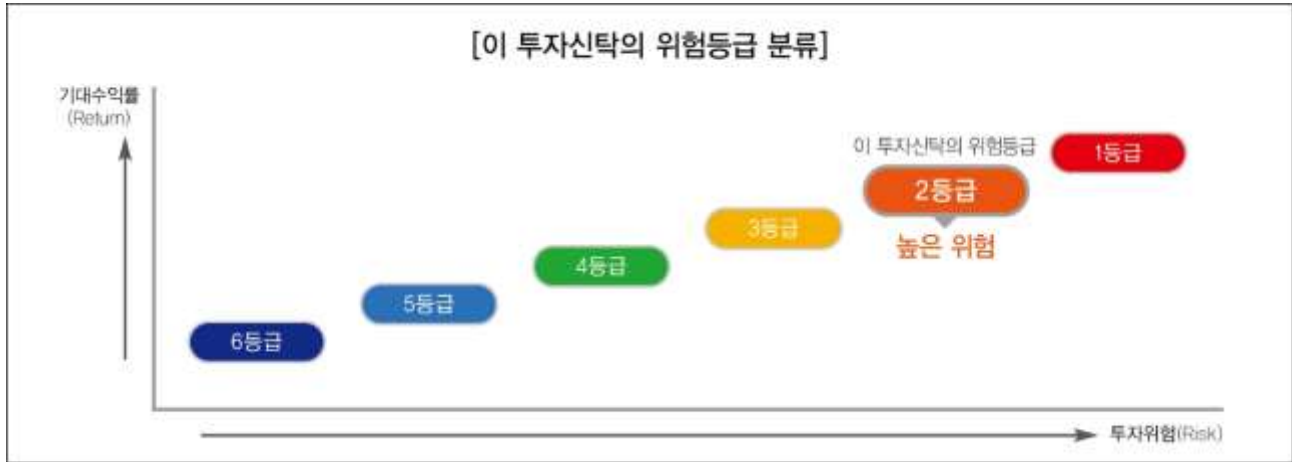 [이 투자신탁의 위험등급 분류]
기대수익률
(Return)
이 투자신탁의 위험등급
1등급
2등급
높은 위험
3등급
4등급
5등급
6등급
투자위험(Risk)